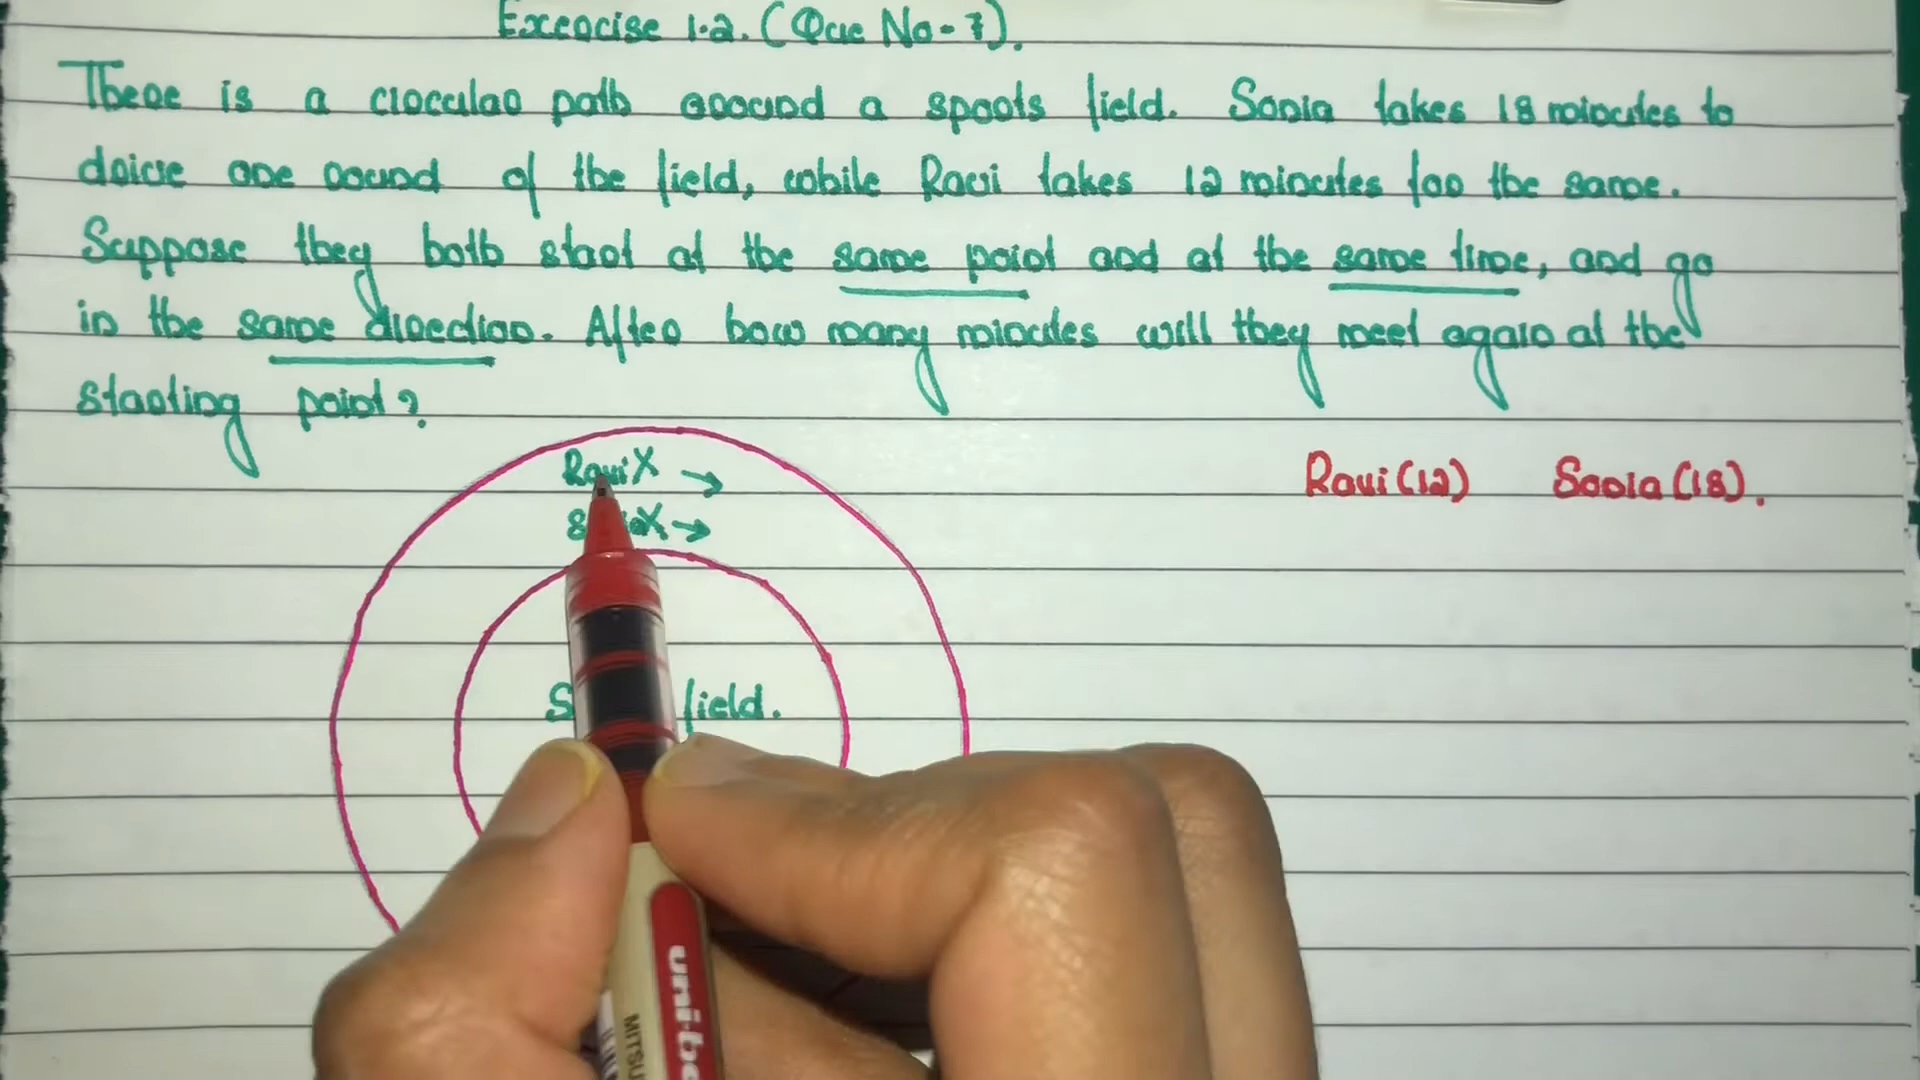 Exercise 1.2. (Que No-7).
There is a circular path around a sports field. Sonia takes 18 minutes to
drive one round of the field, while Ravi takes 12 minutes for the same.
Suppose they both start at the same point and at the same time, and go
in the same direction. After how many minutes will they meet again at the
starting point?
Ravi X →
Ravi (12) Sonia (18).
X →
field.
uni-ba
MITSU